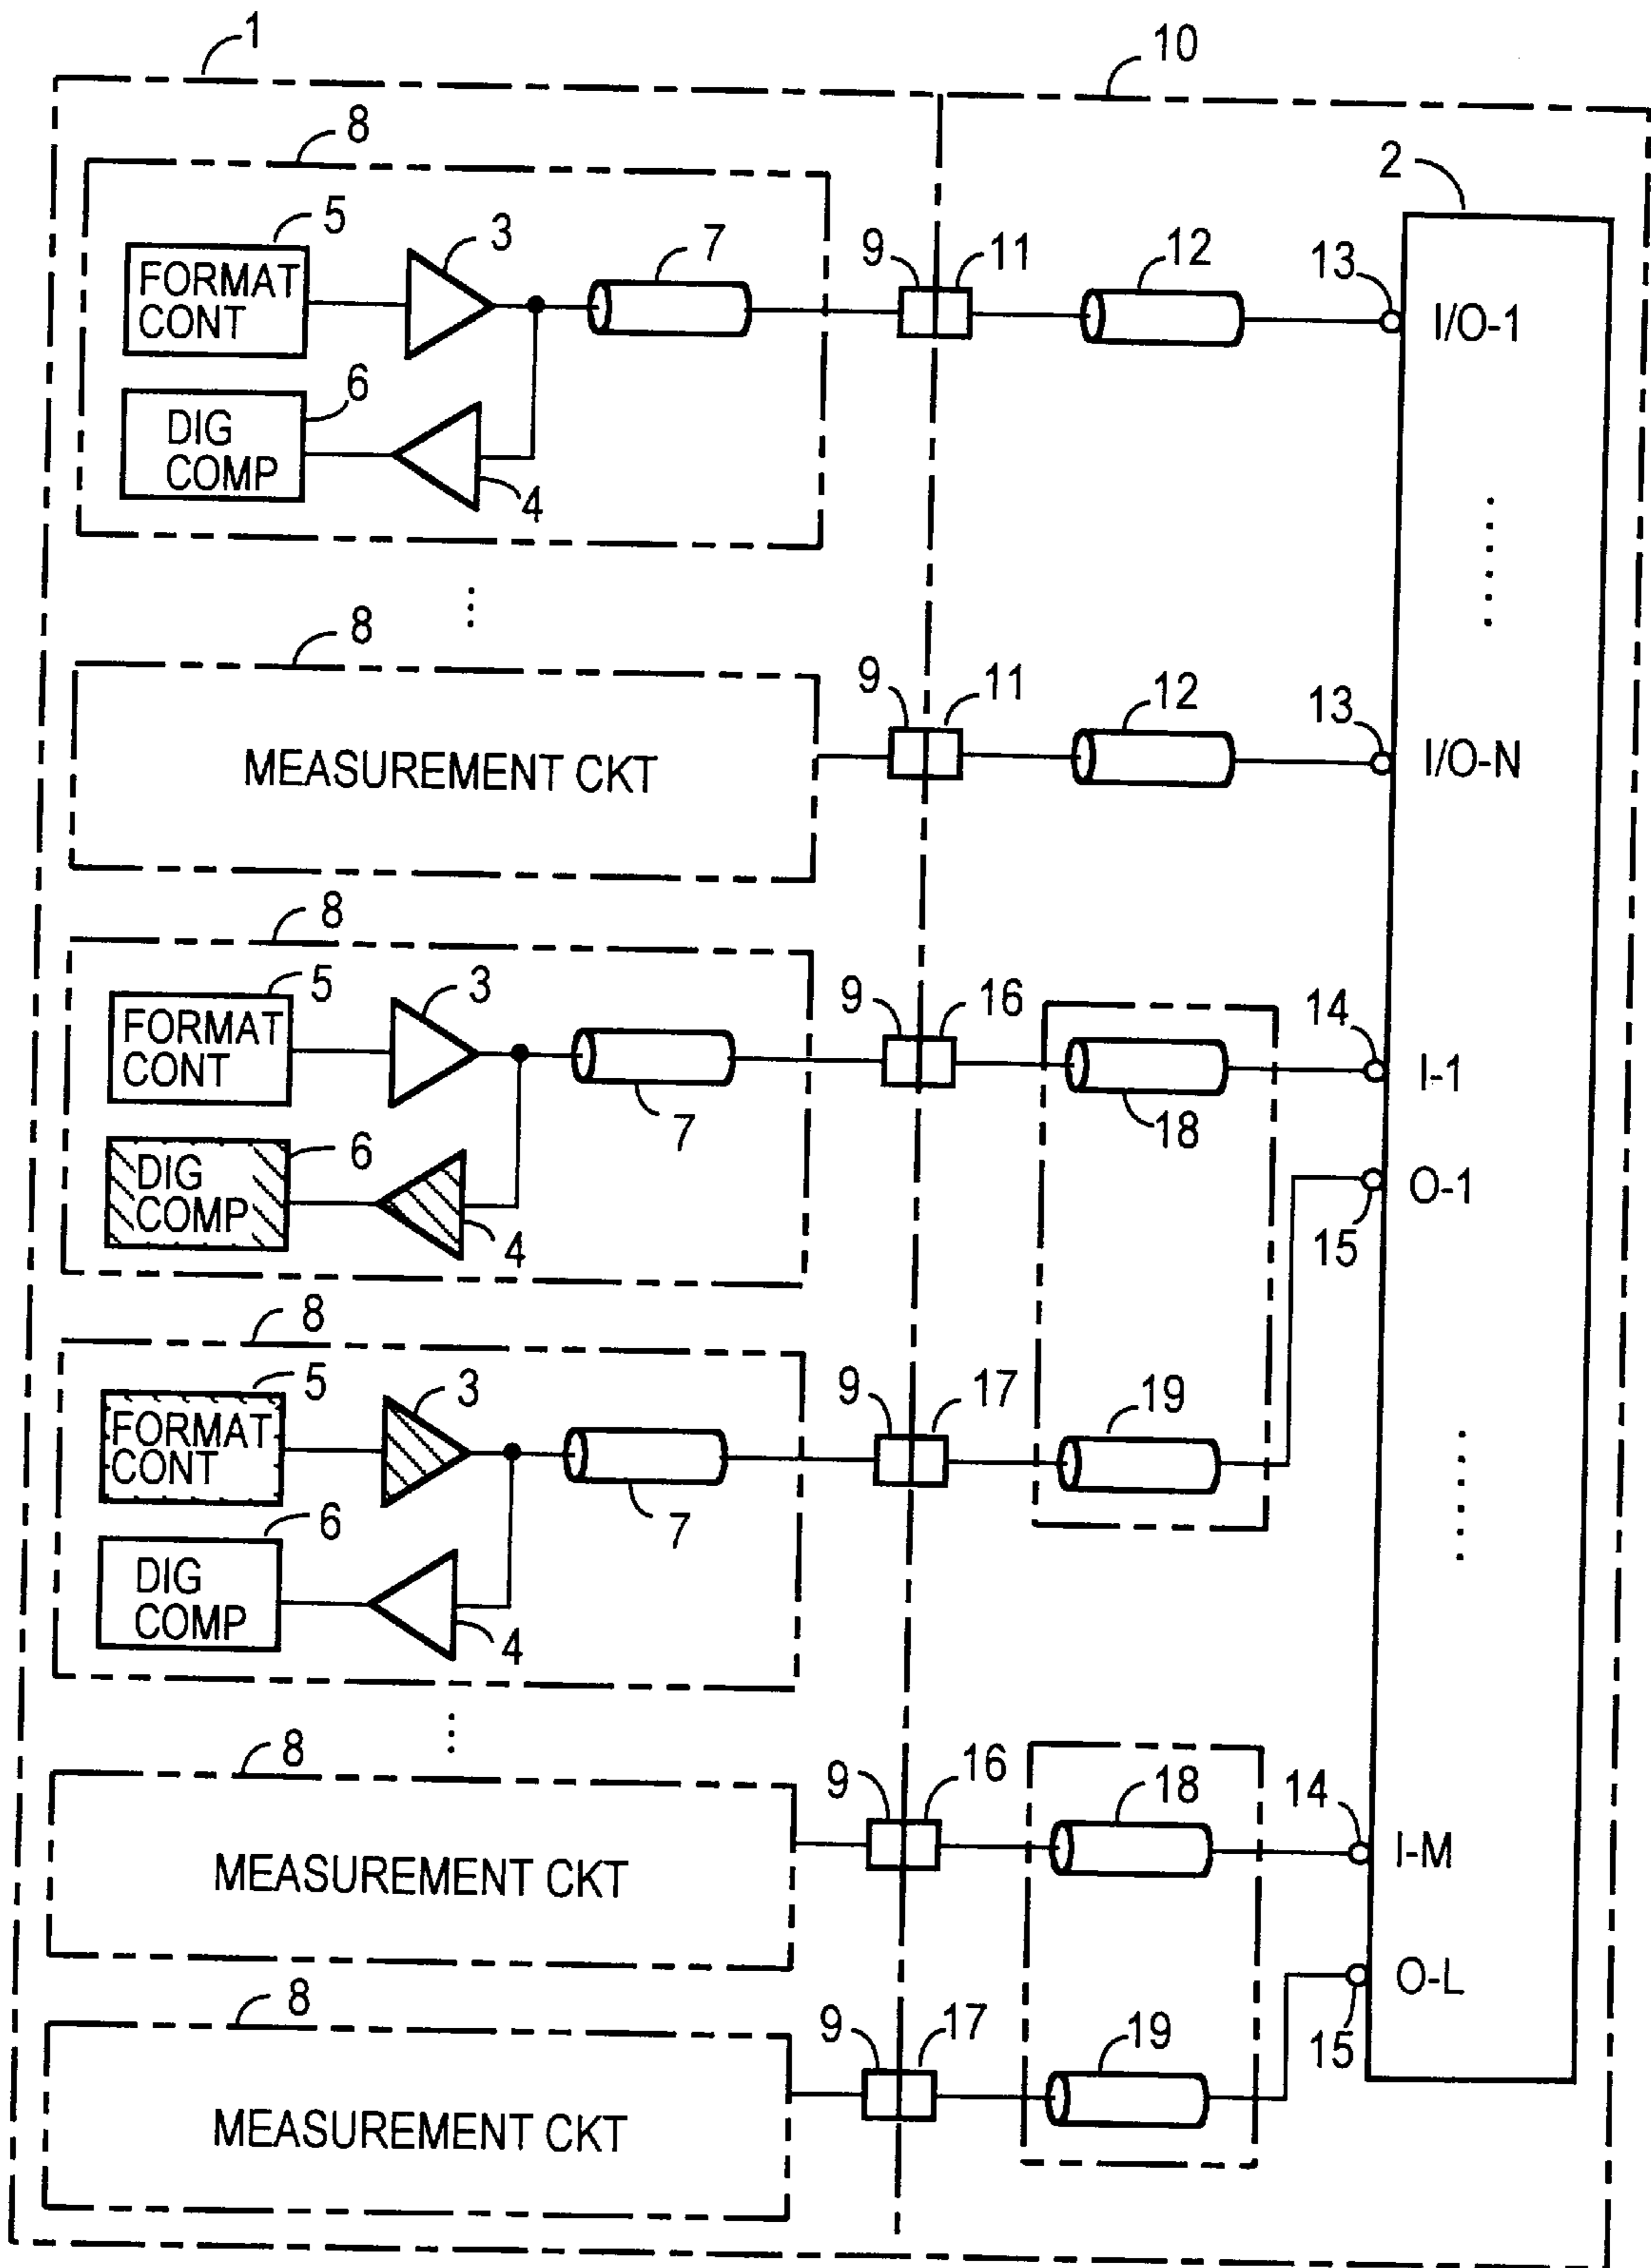 1
10
8
2
5
3
7
9
11
12
13
FORMAT
CONT
I/O-1
6
DIG
COMP
4
8
9
11
12
13
MEASUREMENT CKT
I/O-N
8
5
3
9
16
14
FORMAT
CONT
I-1
7
18
6
DIG
COMP
O-1
4
15
8
5
3
9
17
19
FORMAT
CONT
7
6
DIG
COMP
4
8
9
16
18
14
MEASUREMENT CKT
I-M
8
9
17
19
O-L
15
MEASUREMENT CKT